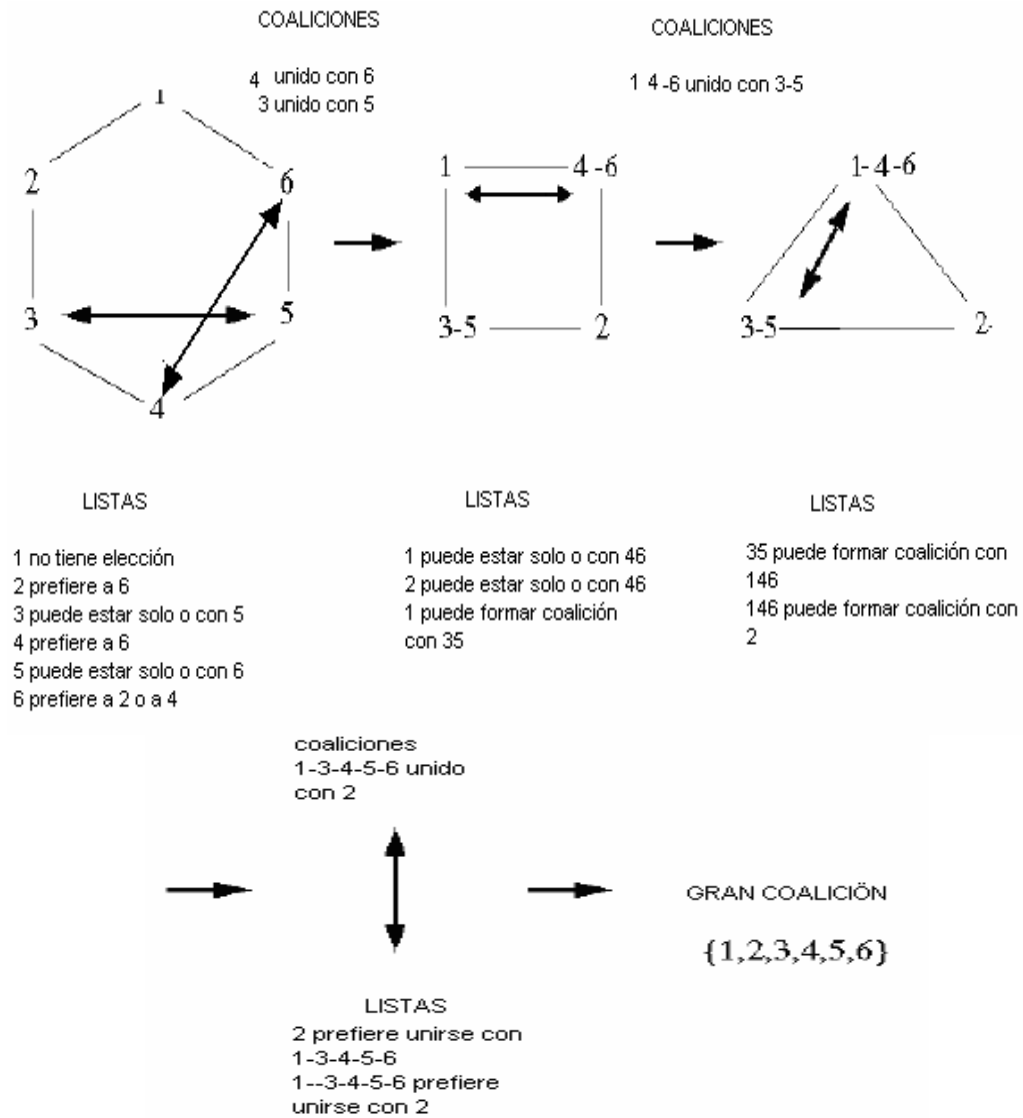 COALICIONES
4 unido con 6
3 unido con 5
1
2
6
3
5
4
COALICIONES
1 4 -6 unido con 3-5
1
4 -6
3-5
2
1- 4 -6
3-5
2-
LISTAS
1 no tiene elección
2 prefiere a 6
3 puede estar solo o con 5
4 prefiere a 6
5 puede estar solo o con 6
6 prefiere a 2 o a 4
LISTAS
1 puede estar solo o con 46
2 puede estar solo o con 46
1 puede formar coalición
con 35
LISTAS
35 puede formar coalición con
146
146 puede formar coalición con
2
coaliciones
1-3-4-5-6 unido
con 2
LISTAS
2 prefiere unirse con
1-3-4-5-6
1--3-4-5-6 prefiere
unirse con 2
GRAN COALICIÖN
{1,2,3,4,5,6}